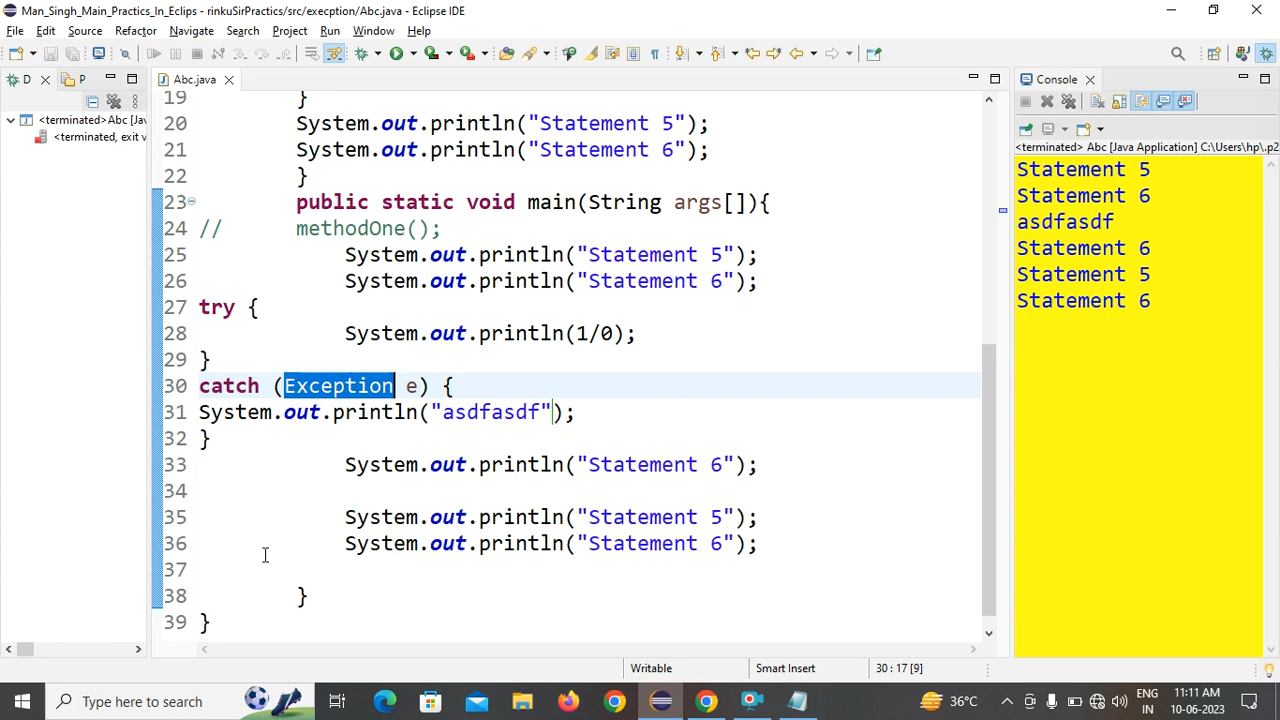 Man_Singh_Main_Practics_In_Eclips - rinkuSirPractics/src/execption/Abc.java - Eclipse IDE
File Edit Source Refactor Navigate Search Project Run Window Help
D P
<terminated>Abc [Jav
<terminated, exit v
Abc.java
19 }
20 System.out.println("Statement 5");
21 System.out.println("Statement 6");
22 }
23 public static void main(String args[]){
24 // methodOne();
25 System.out.println("Statement 5");
26 System.out.println("Statement 6");
27 try {
28 System.out.println(1/0);
29 }
30 catch (Exception e) {
31 System.out.println("asdfasdf");
32 }
33 System.out.println("Statement 6");
34
35 System.out.println("Statement 5");
36 System.out.println("Statement 6");
37
38 }
39 }
Console
<terminated> Abc [Java Application] C:\Users\hp\.p2
Statement 5
Statement 6
asdfasdf
Statement 6
Statement 5
Statement 6
Writable Smart Insert 30 : 17 [9]
Type here to search
36°C
ENG
IN
11:11 AM
10-06-2023